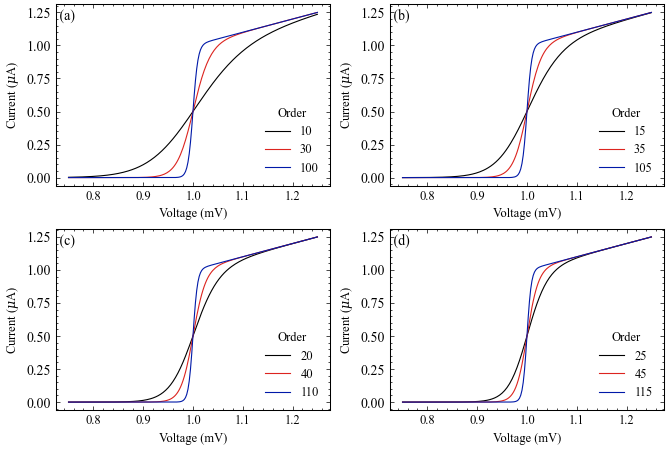 (a)
1.25
1.00
0.75
0.50
0.25
0.00
Current (μA)
Order
10
30
100
0.8 0.9 1.0 1.1 1.2
Voltage (mV)
(b)
1.25
1.00
0.75
0.50
0.25
0.00
Current (μA)
Order
15
35
105
0.8 0.9 1.0 1.1 1.2
Voltage (mV)
(c)
1.25
1.00
0.75
0.50
0.25
0.00
Current (μA)
Order
20
40
110
0.8 0.9 1.0 1.1 1.2
Voltage (mV)
(d)
1.25
1.00
0.75
0.50
0.25
0.00
Current (μA)
Order
25
45
115
0.8 0.9 1.0 1.1 1.2
Voltage (mV)